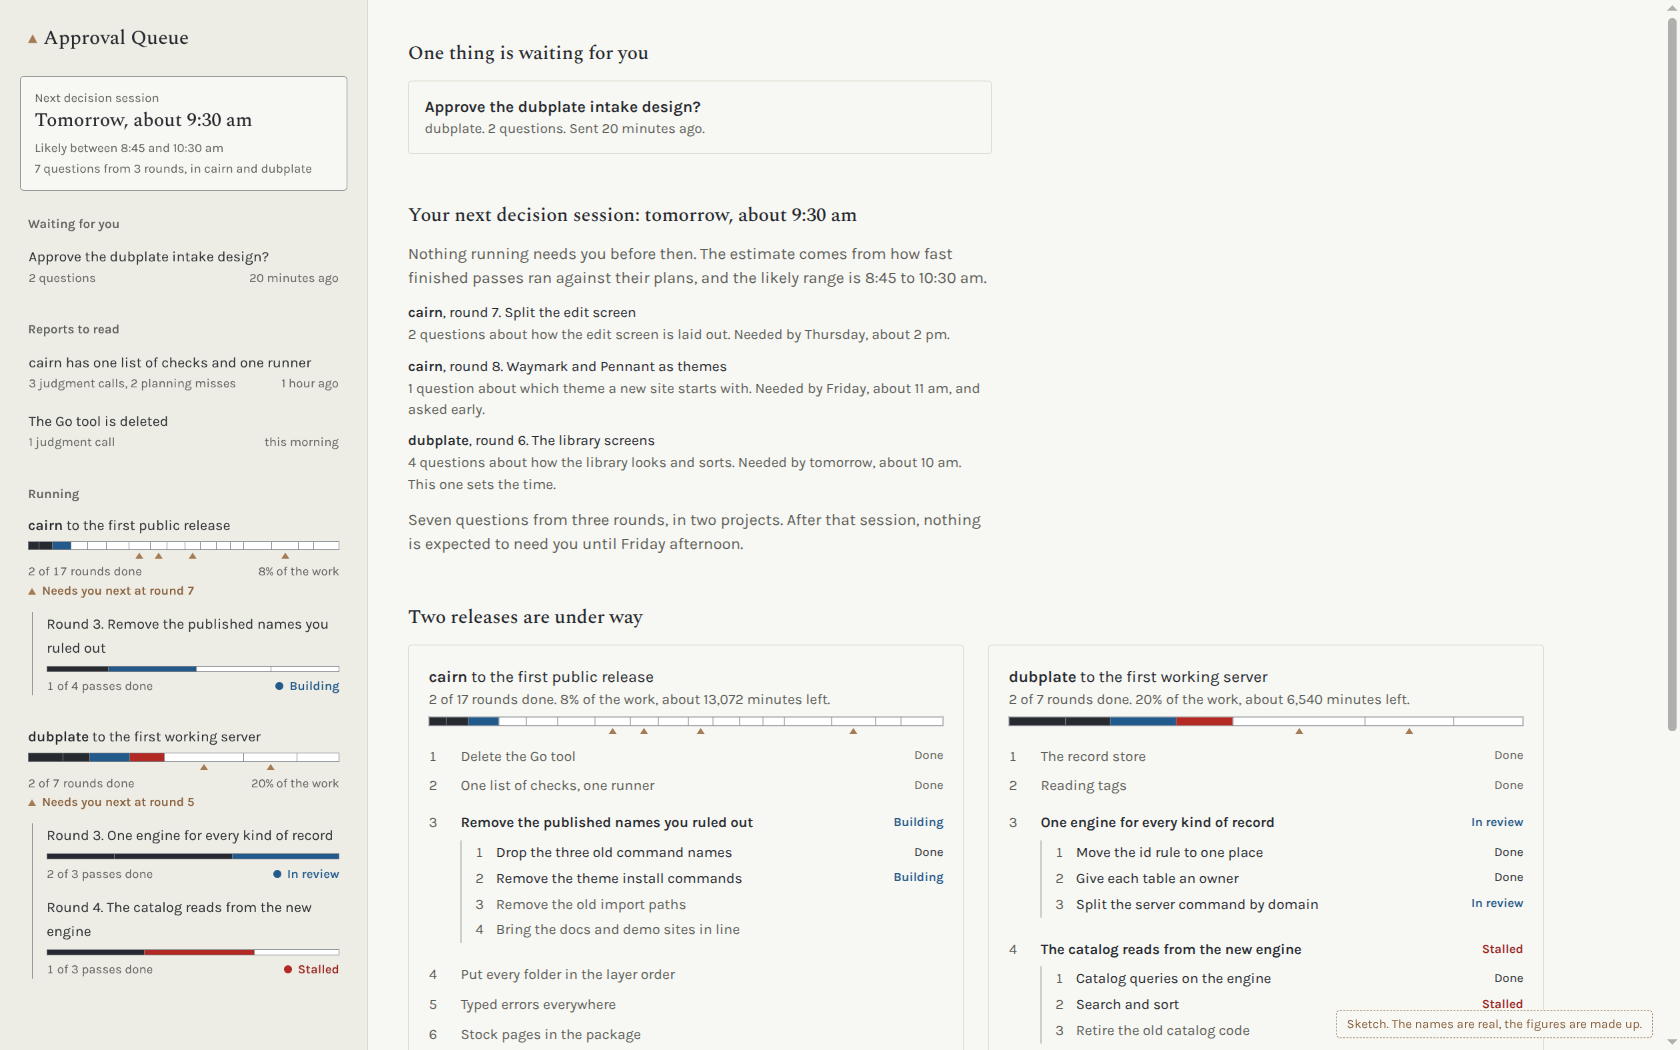 Approval Queue
Next decision session
Tomorrow, about 9:30 am
Likely between 8:45 and 10:30 am
7 questions from 3 rounds, in cairn and dubplate
Waiting for you
Approve the dubplate intake design?
2 questions 20 minutes ago
Reports to read
cairn has one list of checks and one runner
3 judgment calls, 2 planning misses 1 hour ago
The Go tool is deleted
1 judgment call this morning
Running
cairn to the first public release
2 of 17 rounds done 8% of the work
Needs you next at round 7
Round 3. Remove the published names you
ruled out
1 of 4 passes done Building
dubplate to the first working server
2 of 7 rounds done 20% of the work
Needs you next at round 5
Round 3. One engine for every kind of record
2 of 3 passes done In review
Round 4. The catalog reads from the new
engine
1 of 3 passes done Stalled
One thing is waiting for you
Approve the dubplate intake design?
dubplate. 2 questions. Sent 20 minutes ago.
Your next decision session: tomorrow, about 9:30 am
Nothing running needs you before then. The estimate comes from how fast
finished passes ran against their plans, and the likely range is 8:45 to 10:30 am.
cairn, round 7. Split the edit screen
2 questions about how the edit screen is laid out. Needed by Thursday, about 2 pm.
cairn, round 8. Waymark and Pennant as themes
1 question about which theme a new site starts with. Needed by Friday, about 11 am, and
asked early.
dubplate, round 6. The library screens
4 questions about how the library looks and sorts. Needed by tomorrow, about 10 am.
This one sets the time.
Seven questions from three rounds, in two projects. After that session, nothing
is expected to need you until Friday afternoon.
Two releases are under way
cairn to the first public release
2 of 17 rounds done. 8% of the work, about 13,072 minutes left.
1 Delete the Go tool Done
2 One list of checks, one runner Done
3 Remove the published names you ruled out Building
1 Drop the three old command names Done
2 Remove the theme install commands Building
3 Remove the old import paths
4 Bring the docs and demo sites in line
4 Put every folder in the layer order
5 Typed errors everywhere
6 Stock pages in the package
dubplate to the first working server
2 of 7 rounds done. 20% of the work, about 6,540 minutes left.
1 The record store Done
2 Reading tags Done
3 One engine for every kind of record In review
1 Move the id rule to one place Done
2 Give each table an owner Done
3 Split the server command by domain In review
4 The catalog reads from the new engine Stalled
1 Catalog queries on the engine Done
2 Search and sort Stalled
3 Retire the old catalog code
Sketch. The names are real, the figures are made up.